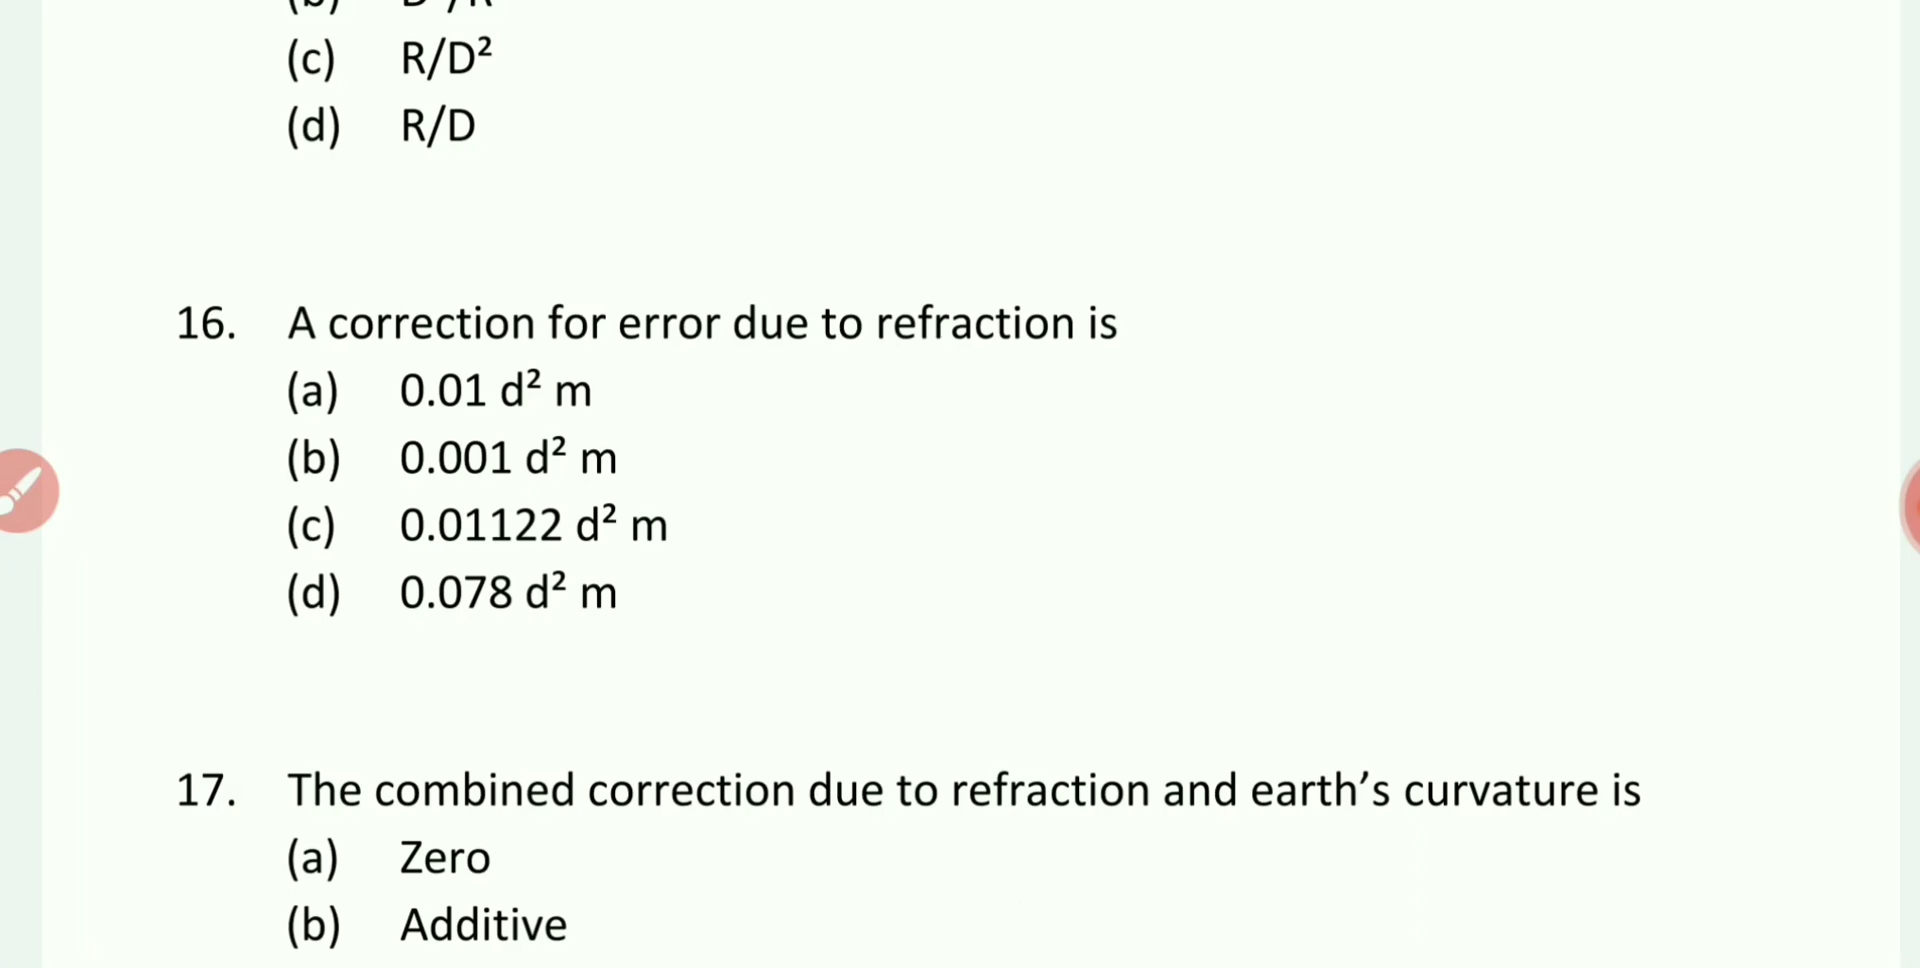 (c) R/D²
(d) R/D
16. A correction for error due to refraction is
(a) 0.01 d² m
(b) 0.001 d² m
(c) 0.01122 d² m
(d) 0.078 d² m
17. The combined correction due to refraction and earth’s curvature is
(a) Zero
(b) Additive